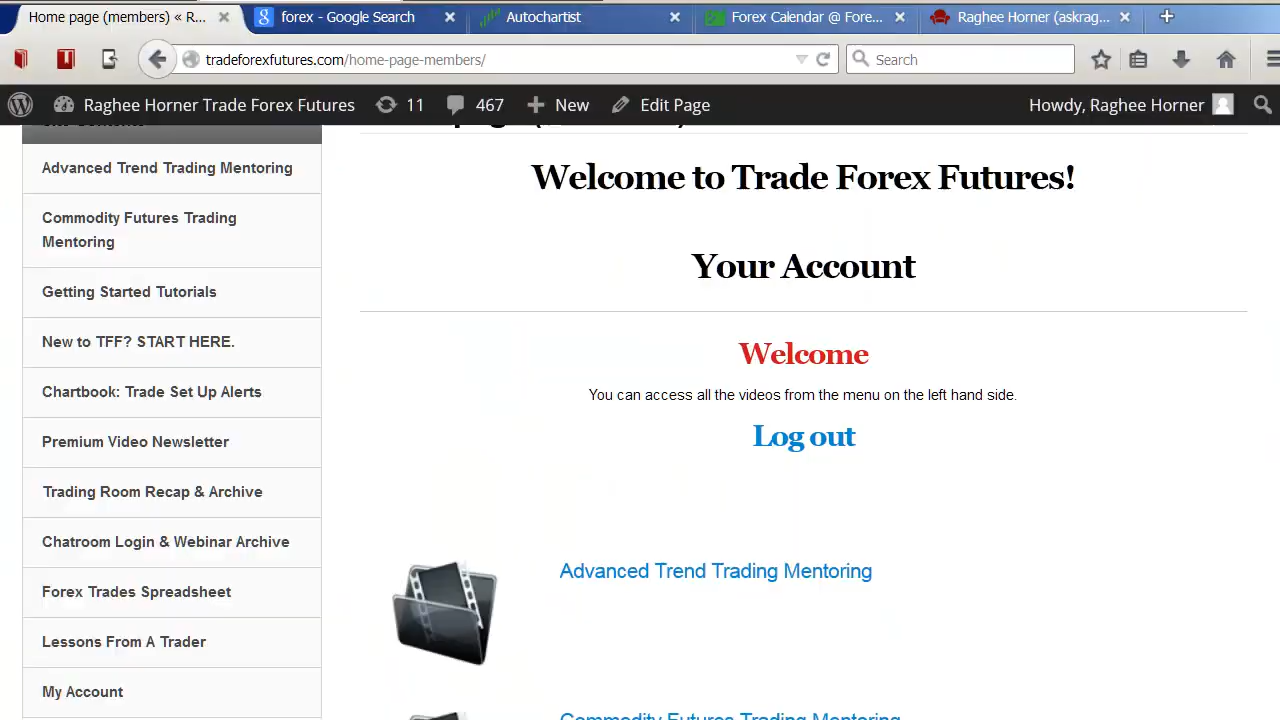 Home page (members) « R...
forex - Google Search
Autochartist
Forex Calendar @ Fore...
Raghee Horner (askrag...
tradeforexfutures.com/home-page-members/
Search
Raghee Horner Trade Forex Futures
11
467
New
Edit Page
Howdy, Raghee Horner
Advanced Trend Trading Mentoring
Commodity Futures Trading
Mentoring
Getting Started Tutorials
New to TFF? START HERE.
Chartbook: Trade Set Up Alerts
Premium Video Newsletter
Trading Room Recap & Archive
Chatroom Login & Webinar Archive
Forex Trades Spreadsheet
Lessons From A Trader
My Account
Welcome to Trade Forex Futures!
Your Account
Welcome
You can access all the videos from the menu on the left hand side.
Log out
Advanced Trend Trading Mentoring
Commodity Futures Trading Mentoring